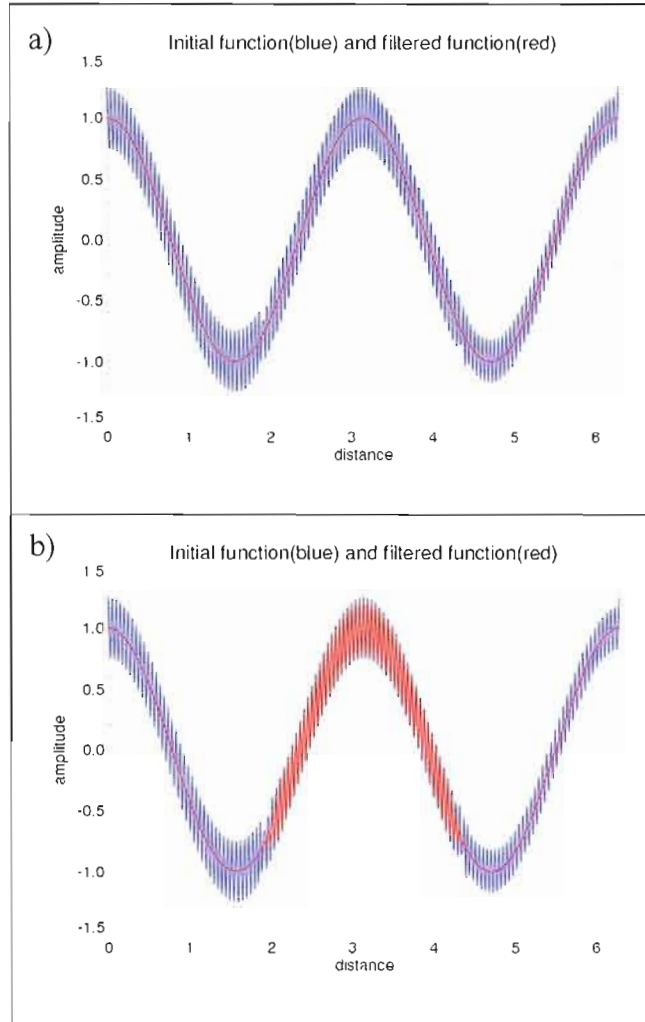 a)
Initial function(blue) and filtered function(red)
1.5
1.0
0.5
0.0
-0.5
-1.0
-1.5
amplitude
0 1 2 3 4 5 6
distance
b)
Initial function(blue) and filtered function(red)
1 5
1.0
0.5
0.0
-0.5
-1.0
-1.5
amplitude
0 1 2 3 4 5 6
distance